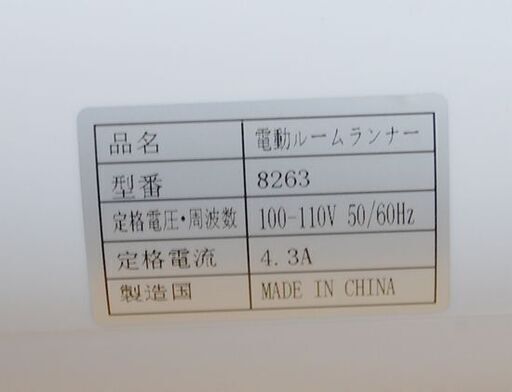 品名 電動ルームランナー
型番 8263
定格電圧・周波数 100-110V 50/60Hz
定格電流 4.3A
製造国 MADE IN CHINA